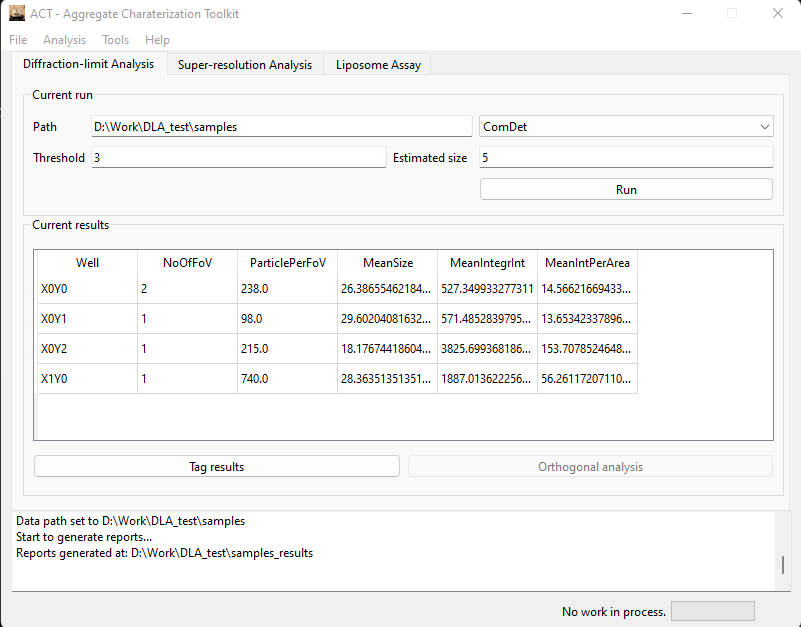 ACT - Aggregate Charaterization Toolkit
File Analysis Tools Help
Diffraction-limit Analysis Super-resolution Analysis Liposome Assay
Current run
Path D:\Work\DLA_test\samples ComDet
Threshold 3 Estimated size 5
Run
Current results
Well NoOfFoV ParticlePerFoV MeanSize MeanIntegrInt MeanIntPerArea
X0Y0 2 238.0 26.38655462184... 527.349933277311 14.56621669433...
X0Y1 1 98.0 29.60204081632... 571.4852839795... 13.65342337896...
X0Y2 1 215.0 18.17674418604... 3825.699368186... 153.7078524648...
X1Y0 1 740.0 28.36351351351... 1887.013622256... 56.26117207110...
Tag results Orthogonal analysis
Data path set to D:\Work\DLA_test\samples
Start to generate reports...
Reports generated at: D:\Work\DLA_test\samples_results
No work in process.